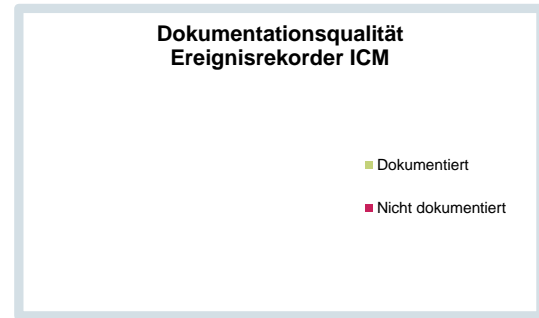 Dokumentationsqualität
Ereignisrekorder ICM
Dokumentiert
Nicht dokumentiert